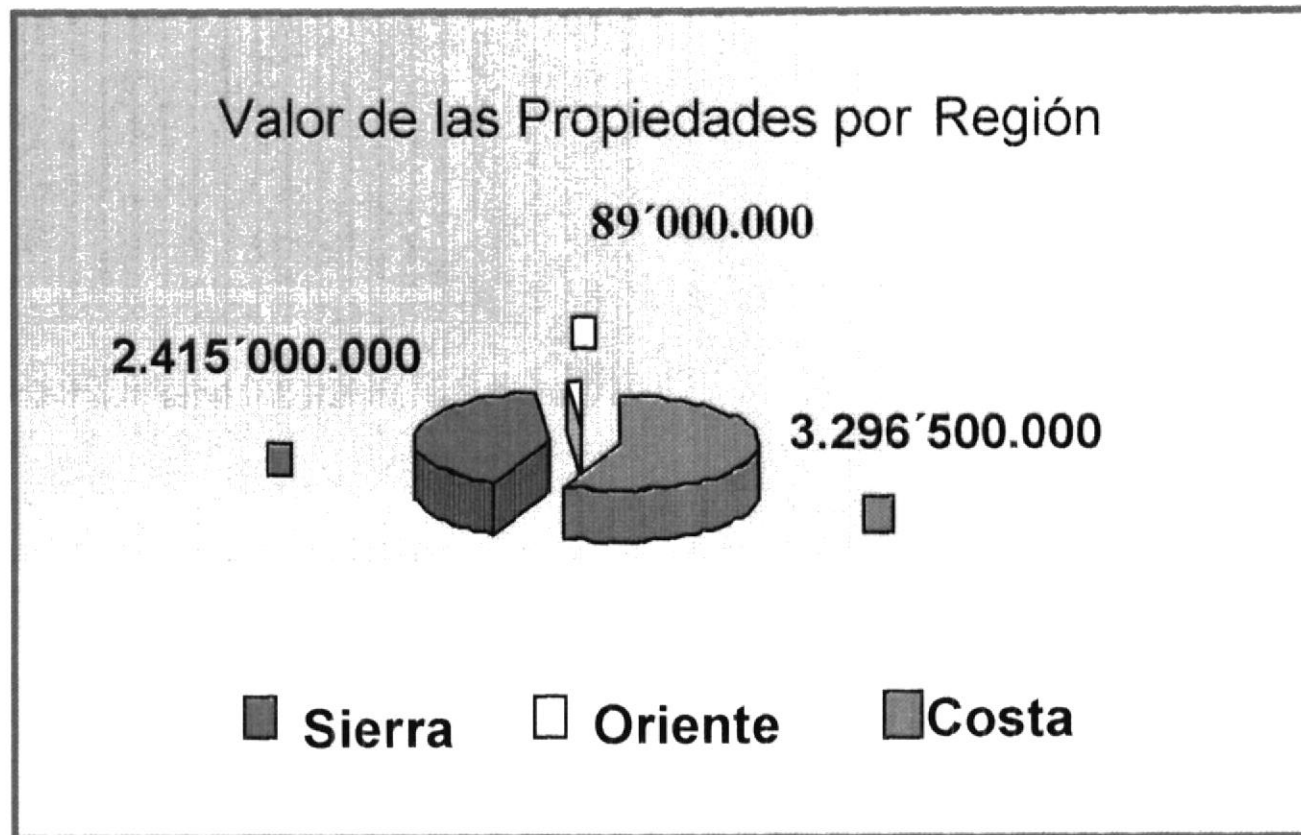 Valor de las Propiedades por Región
89´000.000
2.415´000.000
3.296´500.000
Sierra Oriente Costa